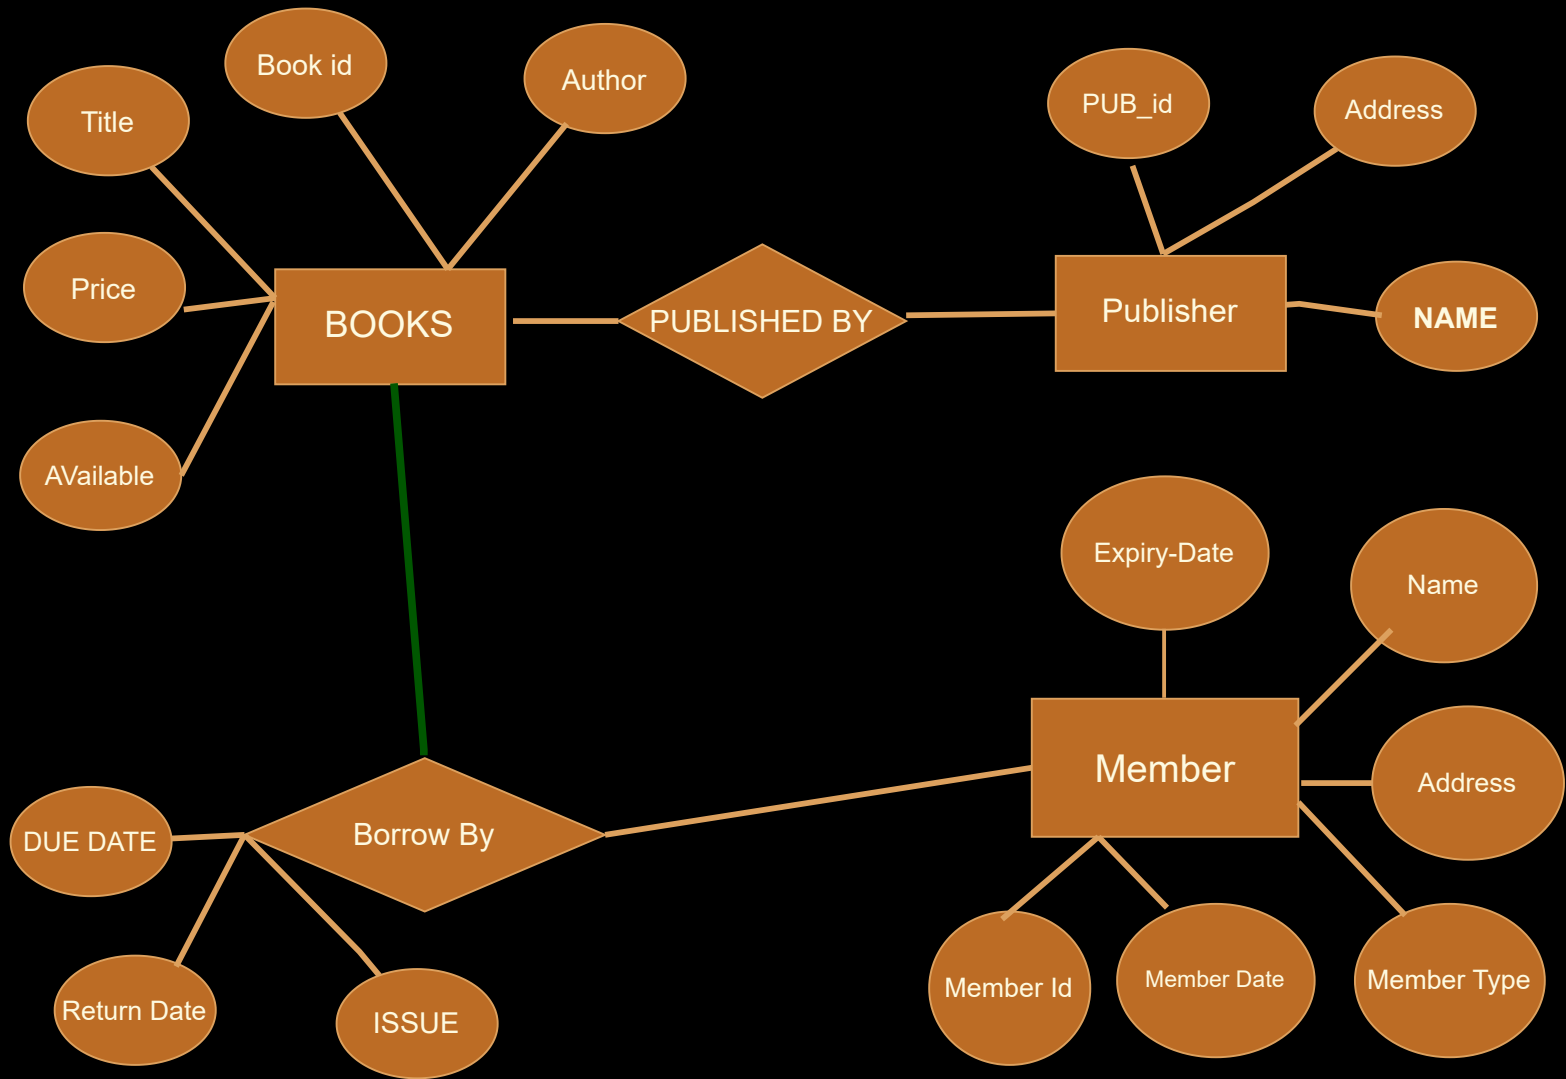 Book id
Author
Title
PUB_id
Address
Price
BOOKS
PUBLISHED BY
Publisher
NAME
AVailable
Expiry-Date
Name
Member
Address
DUE DATE
Borrow By
Return Date
ISSUE
Member Id
Member Date
Member Type